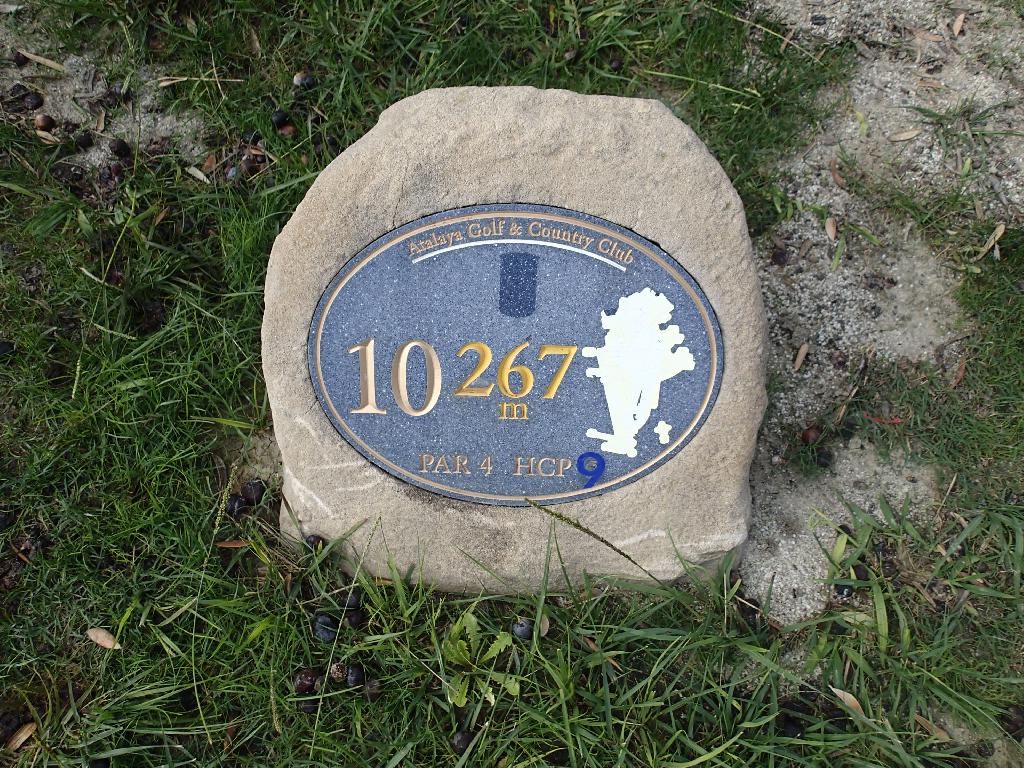 Atalaya Golf & Country Club
10 267
m
PAR 4 HCP 9